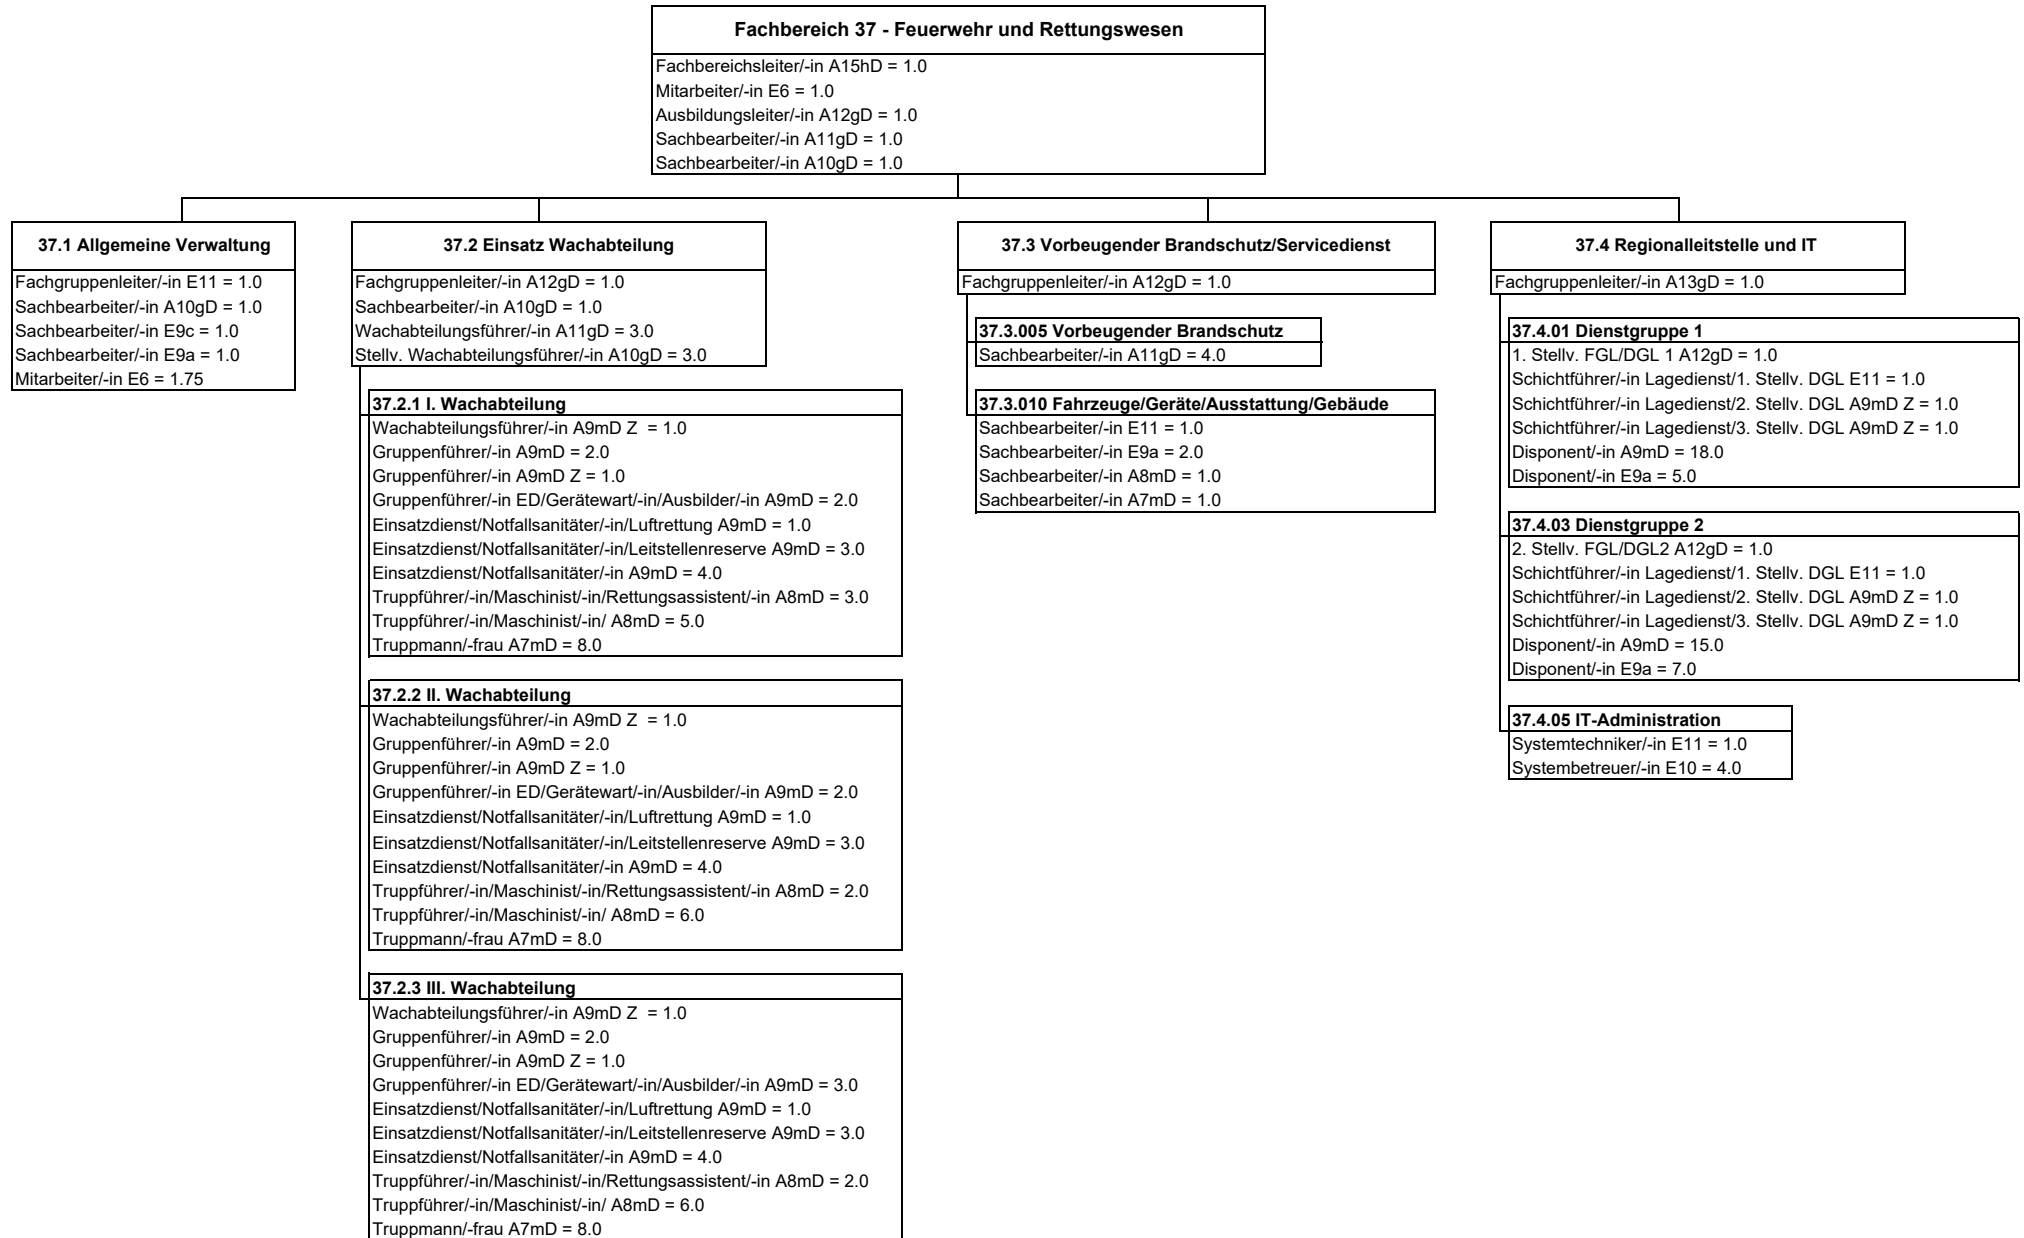 Fachbereich 37 - Feuerwehr und Rettungswesen
Fachbereichsleiter/-in A15hD = 1.0
Mitarbeiter/-in E6 = 1.0
Ausbildungsleiter/-in A12gD = 1.0
Sachbearbeiter/-in A11gD = 1.0
Sachbearbeiter/-in A10gD = 1.0
37.1 Allgemeine Verwaltung
Fachgruppenleiter/-in E11 = 1.0
Sachbearbeiter/-in A10gD = 1.0
Sachbearbeiter/-in E9c = 1.0
Sachbearbeiter/-in E9a = 1.0
Mitarbeiter/-in E6 = 1.75
37.2 Einsatz Wachabteilung
Fachgruppenleiter/-in A12gD = 1.0
Sachbearbeiter/-in A10gD = 1.0
Wachabteilungsführer/-in A11gD = 3.0
Stellv. Wachabteilungsführer/-in A10gD = 3.0
37.2.1 I. Wachabteilung
Wachabteilungsführer/-in A9mD Z  = 1.0
Gruppenführer/-in A9mD = 2.0
Gruppenführer/-in A9mD Z = 1.0
Gruppenführer/-in ED/Gerätewart/-in/Ausbilder/-in A9mD = 2.0
Einsatzdienst/Notfallsanitäter/-in/Luftrettung A9mD = 1.0
Einsatzdienst/Notfallsanitäter/-in/Leitstellenreserve A9mD = 3.0
Einsatzdienst/Notfallsanitäter/-in A9mD = 4.0
Truppführer/-in/Maschinist/-in/Rettungsassistent/-in A8mD = 3.0
Truppführer/-in/Maschinist/-in/ A8mD = 5.0
Truppmann/-frau A7mD = 8.0
37.2.2 II. Wachabteilung
Wachabteilungsführer/-in A9mD Z  = 1.0
Gruppenführer/-in A9mD = 2.0
Gruppenführer/-in A9mD Z = 1.0
Gruppenführer/-in ED/Gerätewart/-in/Ausbilder/-in A9mD = 2.0
Einsatzdienst/Notfallsanitäter/-in/Luftrettung A9mD = 1.0
Einsatzdienst/Notfallsanitäter/-in/Leitstellenreserve A9mD = 3.0
Einsatzdienst/Notfallsanitäter/-in A9mD = 4.0
Truppführer/-in/Maschinist/-in/Rettungsassistent/-in A8mD = 2.0
Truppführer/-in/Maschinist/-in/ A8mD = 6.0
Truppmann/-frau A7mD = 8.0
37.2.3 III. Wachabteilung
Wachabteilungsführer/-in A9mD Z  = 1.0
Gruppenführer/-in A9mD = 2.0
Gruppenführer/-in A9mD Z = 1.0
Gruppenführer/-in ED/Gerätewart/-in/Ausbilder/-in A9mD = 3.0
Einsatzdienst/Notfallsanitäter/-in/Luftrettung A9mD = 1.0
Einsatzdienst/Notfallsanitäter/-in/Leitstellenreserve A9mD = 3.0
Einsatzdienst/Notfallsanitäter/-in A9mD = 4.0
Truppführer/-in/Maschinist/-in/Rettungsassistent/-in A8mD = 2.0
Truppführer/-in/Maschinist/-in/ A8mD = 6.0
Truppmann/-frau A7mD = 8.0
37.3 Vorbeugender Brandschutz/Servicedienst
Fachgruppenleiter/-in A12gD = 1.0
37.3.005 Vorbeugender Brandschutz
Sachbearbeiter/-in A11gD = 4.0
37.3.010 Fahrzeuge/Geräte/Ausstattung/Gebäude
Sachbearbeiter/-in E11 = 1.0
Sachbearbeiter/-in E9a = 2.0
Sachbearbeiter/-in A8mD = 1.0
Sachbearbeiter/-in A7mD = 1.0
37.4 Regionalleitstelle und IT
Fachgruppenleiter/-in A13gD = 1.0
37.4.01 Dienstgruppe 1
1. Stellv. FGL/DGL 1 A12gD = 1.0
Schichtführer/-in Lagedienst/1. Stellv. DGL E11 = 1.0
Schichtführer/-in Lagedienst/2. Stellv. DGL A9mD Z = 1.0
Schichtführer/-in Lagedienst/3. Stellv. DGL A9mD Z = 1.0
Disponent/-in A9mD = 18.0
Disponent/-in E9a = 5.0
37.4.03 Dienstgruppe 2
2. Stellv. FGL/DGL2 A12gD = 1.0
Schichtführer/-in Lagedienst/1. Stellv. DGL E11 = 1.0
Schichtführer/-in Lagedienst/2. Stellv. DGL A9mD Z = 1.0
Schichtführer/-in Lagedienst/3. Stellv. DGL A9mD Z = 1.0
Disponent/-in A9mD = 15.0
Disponent/-in E9a = 7.0
37.4.05 IT-Administration
Systemtechniker/-in E11 = 1.0
Systembetreuer/-in E10 = 4.0